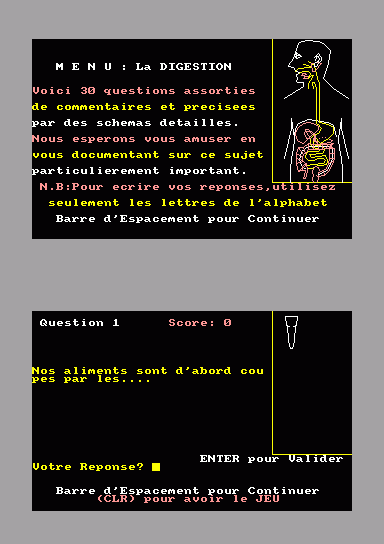 M E N U : La DIGESTION
Voici 30 questions assorties
de commentaires et precisees
par des schemas detailles.
Nous esperons vous amuser en
vous documentant sur ce sujet
particulierement important.
N.B:Pour ecrire vos reponses,utilisez
seulement les lettres de l'alphabet
Barre d'Espacement pour Continuer
Question 1 Score: 0
Nos aliments sont d'abord cou
pes par les....
ENTER pour Valider
Votre Reponse?
Barre d'Espacement pour Continuer
(CLR) pour avoir le JEU